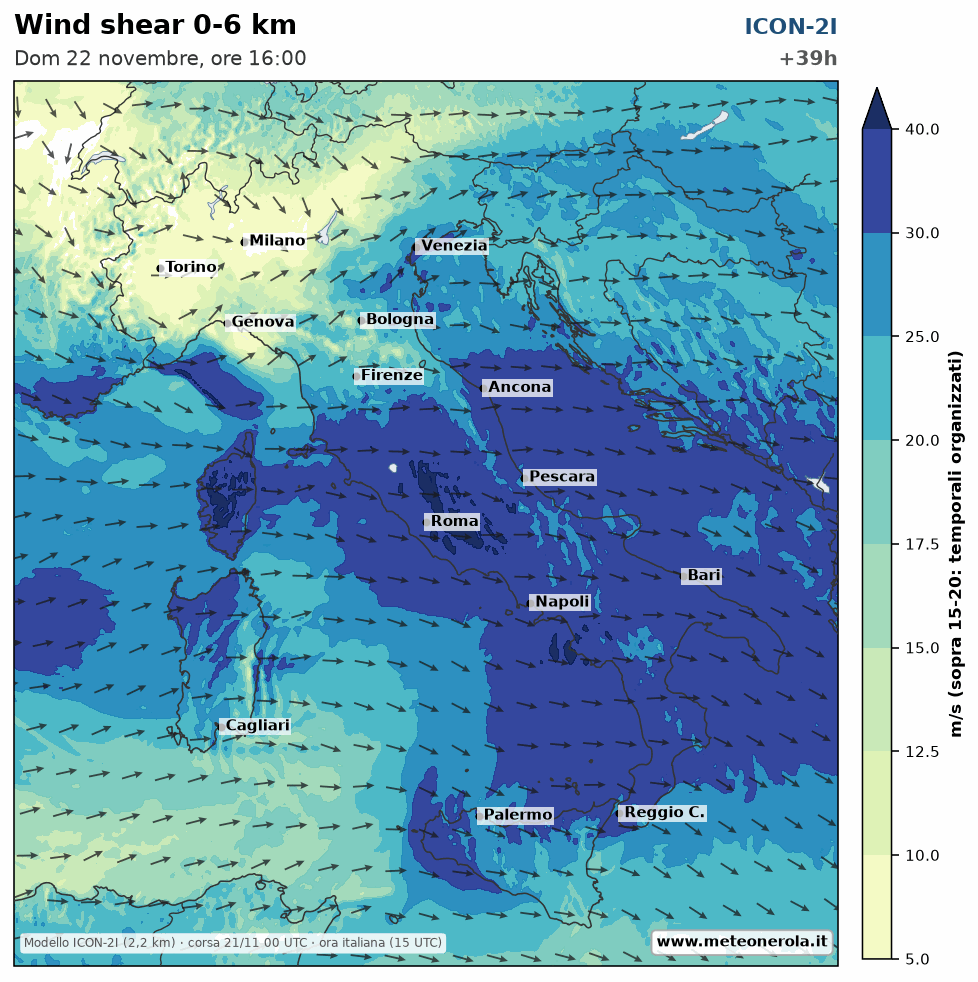 Wind shear 0-6 km
ICON-2I
Dom 22 novembre, ore 16:00
+39h
Milano
Venezia
Torino
Genova
Bologna
Firenze
Ancona
Pescara
Roma
Bari
Napoli
Cagliari
Palermo
Reggio C.
40.0
30.0
25.0
20.0
17.5
15.0
12.5
10.0
5.0
m/s (sopra 15-20: temporali organizzati)
Modello ICON-2I (2,2 km) · corsa 21/11 00 UTC · ora italiana (15 UTC)
www.meteonerola.it